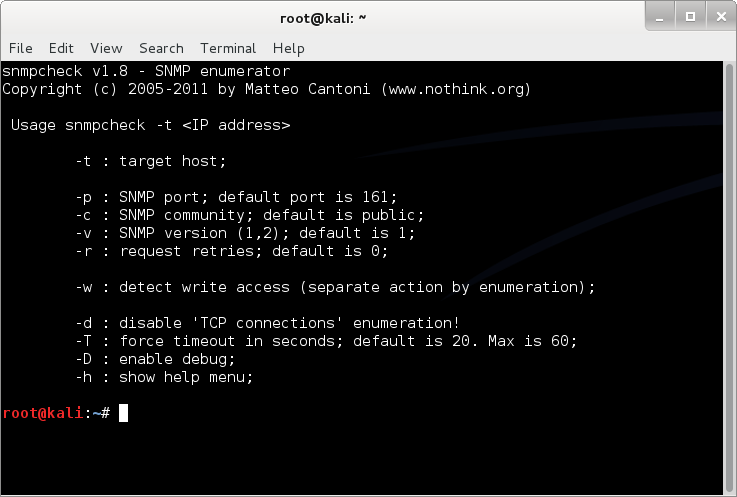 root@kali: ~
File Edit View Search Terminal Help
snmpcheck v1.8 - SNMP enumerator
Copyright (c) 2005-2011 by Matteo Cantoni (www.nothink.org)
Usage snmpcheck -t <IP address>
-t : target host;
-p : SNMP port; default port is 161;
-c : SNMP community; default is public;
-v : SNMP version (1,2); default is 1;
-r : request retries; default is 0;
-w : detect write access (separate action by enumeration);
-d : disable 'TCP connections' enumeration!
-T : force timeout in seconds; default is 20. Max is 60;
-D : enable debug;
-h : show help menu;
root@kali:~#